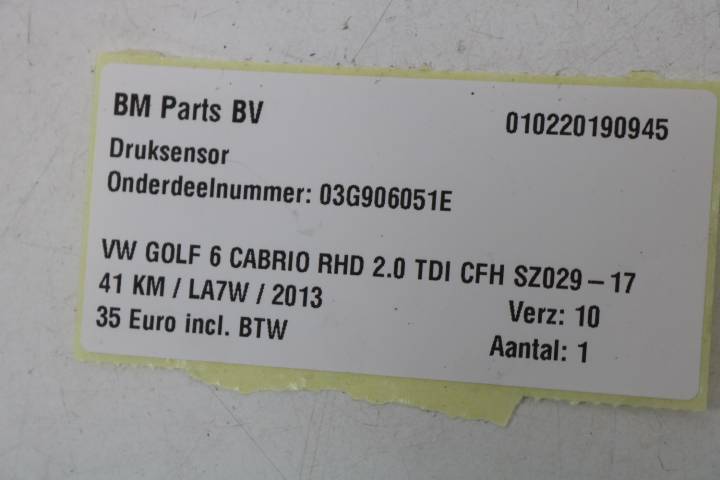 BM Parts BV 010220190945
Druksensor
Onderdeelnummer: 03G906051E
VW GOLF 6 CABRIO RHD 2.0 TDI CFH SZ029-17
41 KM / LA7W / 2013 Verz: 10
35 Euro incl. BTW Aantal: 1